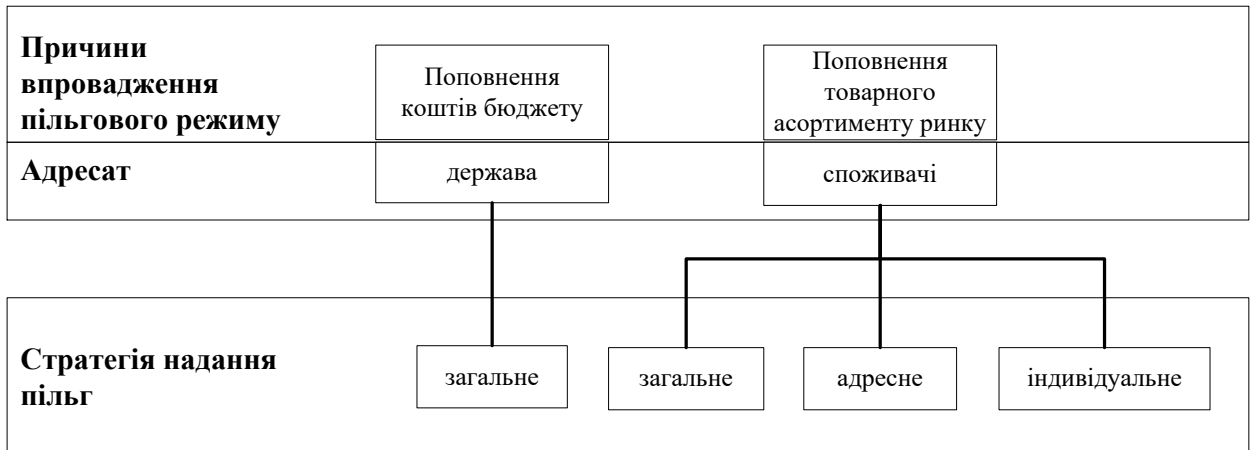 Причини
впровадження
пільгового режиму
Поповнення
коштів бюджету
Поповнення
товарного
асортименту ринку
Адресат
держава
споживачі
Стратегія надання
пільг
загальне
загальне
адресне
індивідуальне